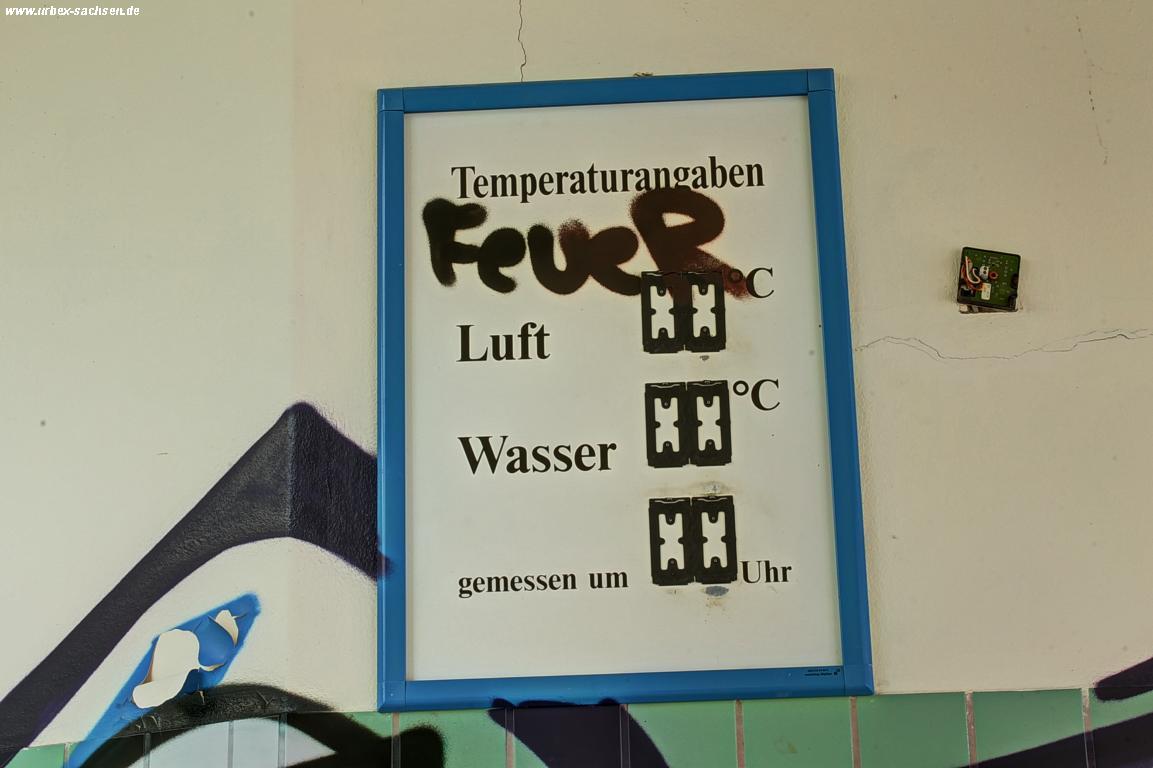 www.urbex-sachsen.de
Temperaturangaben
FeueR
°C
Luft
°C
Wasser
gemessen um Uhr